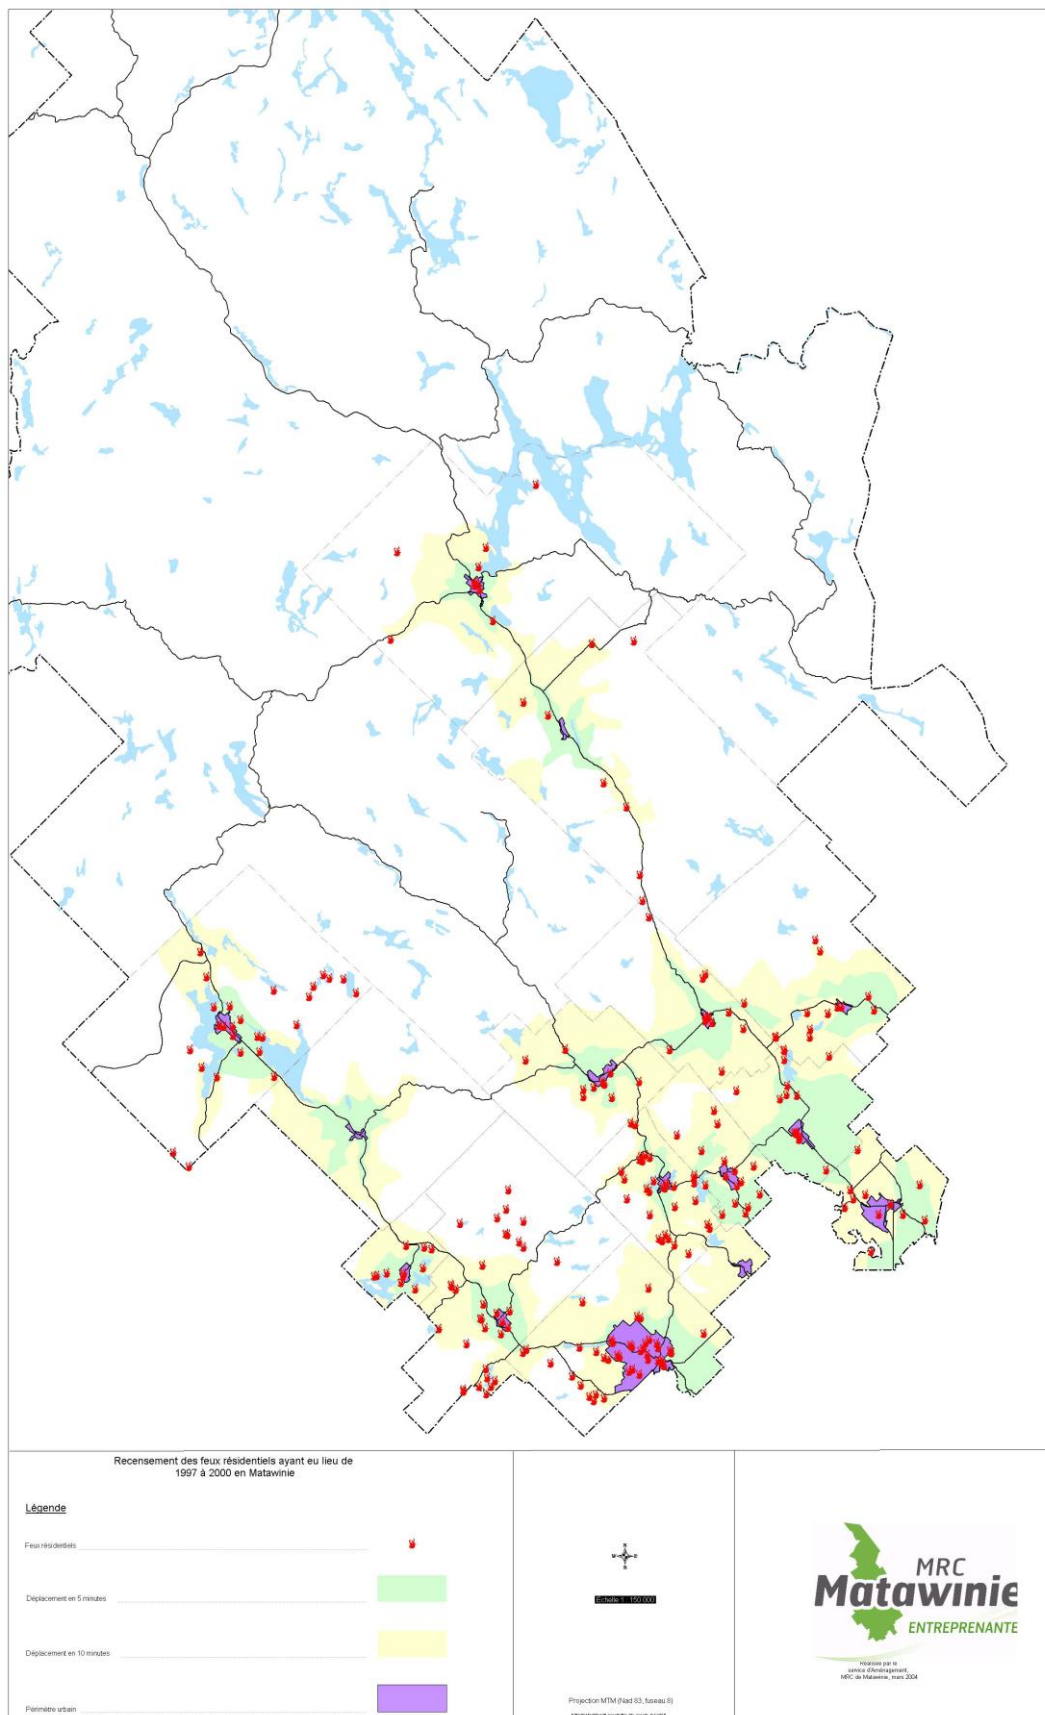 Recensement des feux résidentiels ayant eu lieu de
1997 à 2000 en Matawinie
Légende
Feux résidentiels
Déplacement en 5 minutes
Déplacement en 10 minutes
Périmètre urbain
N
W E
S
Echelle 1 : 150 000
Projection MTM (Nad 83, fuseau 8)
MRC
Matawinie
ENTREPRENANTE
Réalisée par le
service d'Aménagement,
MRC de Matawinie, mars 2004